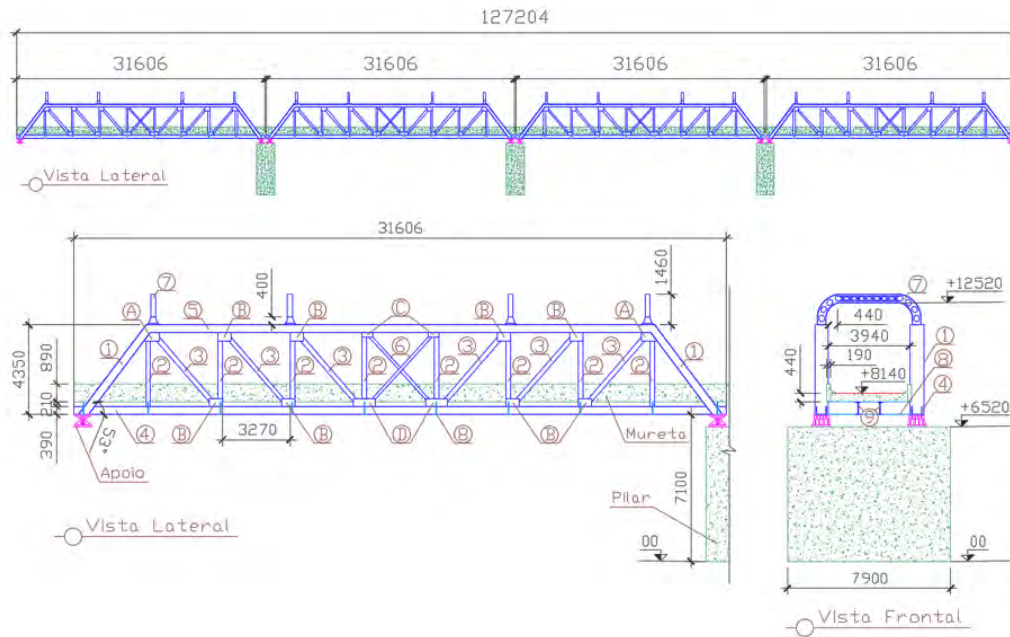 127204
31606 31606 31606 31606
Vista Lateral
31606
7
400
1460
A B B C B B A
5
1 3 3 3 6 3 3 3 1
2 2 2 2 2 2 2 2
4350
890
210
390
53°
4 B 3270 B D 8 B Mureta
Apoio
7100
Pilar
00
Vista Lateral
7
+12520
440
3940
190
440
+8140
1
8
4
9
+6520
00 00
7900
Vista Frontal